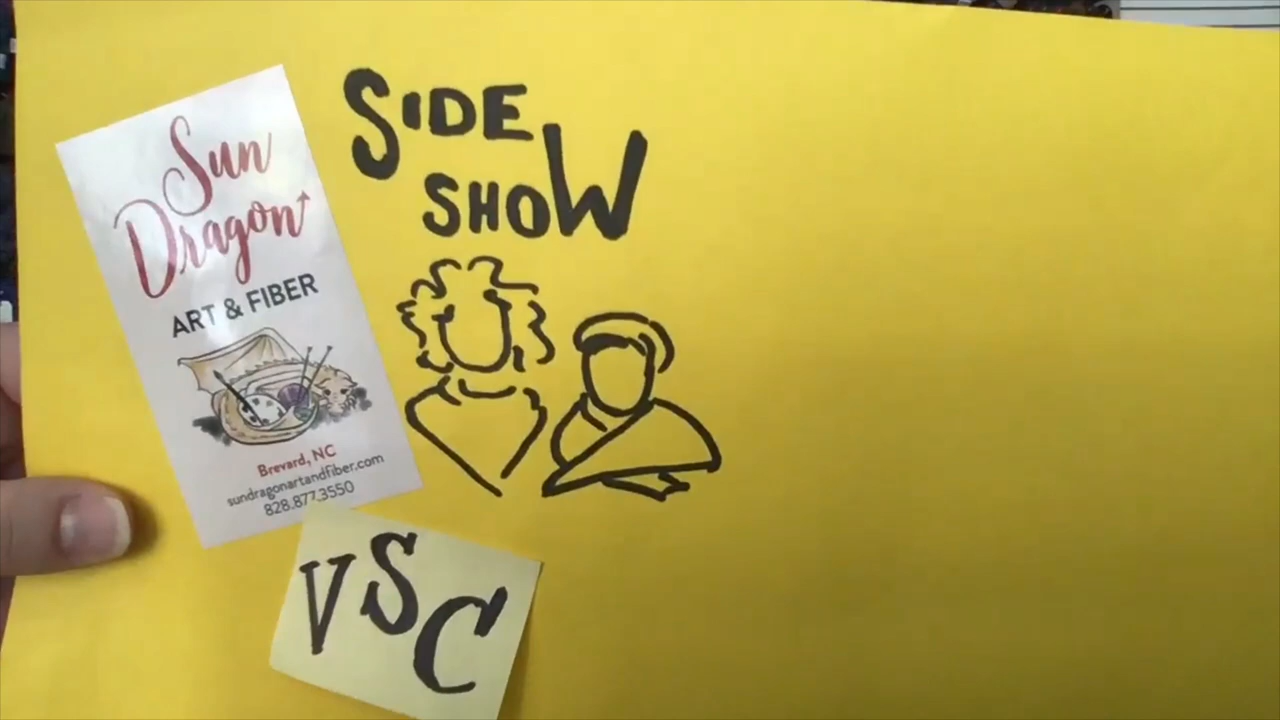 Sun
Dragon
ART & FIBER
Brevard, NC
sundragonartandfiber.com
828.877.3550
SIDE
SHOW
VSC